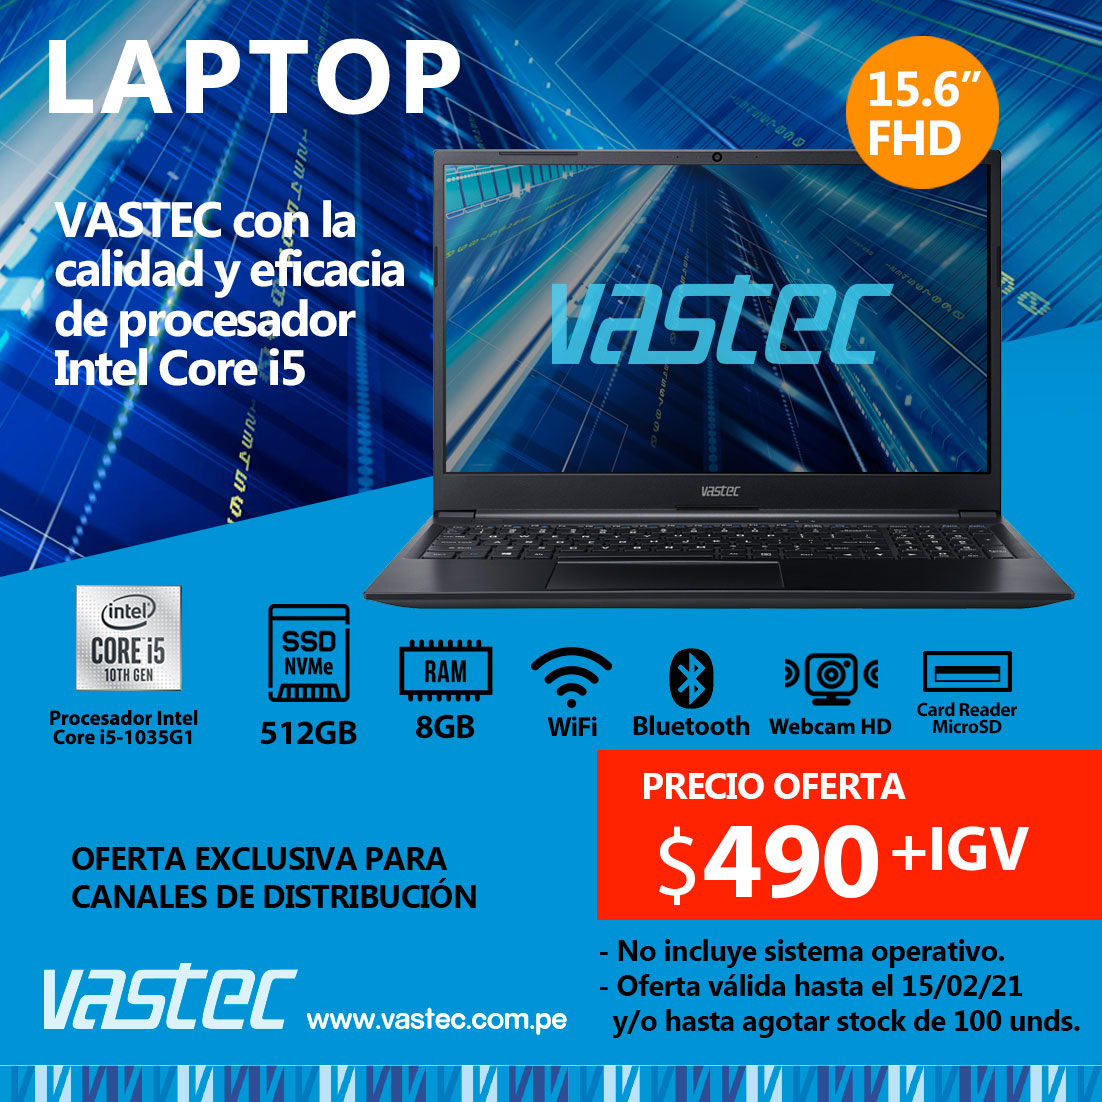 LAPTOP
15.6”
FHD
VASTEC con la
calidad y eficacia
de procesador
Intel Core i5
vastec
vastec
intel
CORE i5
10TH GEN
Procesador Intel
Core i5-1035G1
SSD
NVMe
512GB
RAM
8GB
WiFi
Bluetooth
Webcam HD
Card Reader
MicroSD
PRECIO OFERTA
$490 +IGV
OFERTA EXCLUSIVA PARA
CANALES DE DISTRIBUCIÓN
- No incluye sistema operativo.
- Oferta válida hasta el 15/02/21
y/o hasta agotar stock de 100 unds.
vastec www.vastec.com.pe